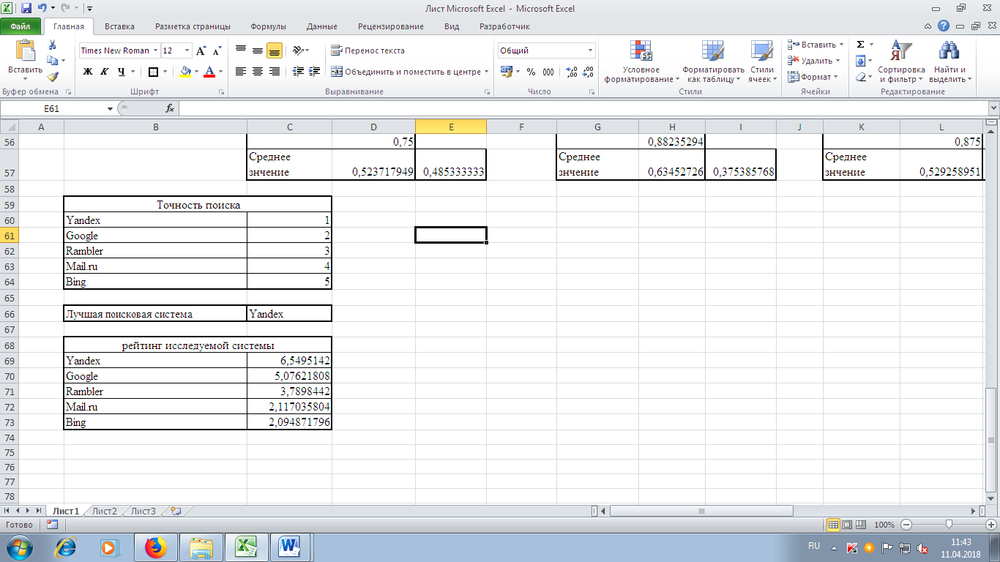 Лист Microsoft Excel - Microsoft Excel
Файл Главная Вставка Разметка страницы Формулы Данные Рецензирование Вид Разработчик
Вставить
Буфер обмена
Times New Roman 12
Ж К Ч
Шрифт
Перенос текста
Объединить и поместить в центре
Выравнивание
Общий
% 000
Число
Условное форматирование
Форматировать как таблицу
Стили ячеек
Стили
Вставить
Удалить
Формат
Ячейки
Сортировка и фильтр
Найти и выделить
Редактирование
E61 fx
A B C D E F G H I J K L
56 0,75 0,88235294 0,875
Среднее Среднее Среднее
57 знчение 0,523717949 0,485333333 знчение 0,63452726 0,375385768 знчение 0,529258951
58
59 Точность поиска
60 Yandex 1
61 Google 2
62 Rambler 3
63 Mail.ru 4
64 Bing 5
65
66 Лучшая поисковая система Yandex
67
68 рейтинг исследуемой системы
69 Yandex 6,5495142
70 Google 5,07621808
71 Rambler 3,7898442
72 Mail.ru 2,117035804
73 Bing 2,094871796
74
75
76
77
78
Лист1 Лист2 Лист3
Готово 100%
RU 11:43
11.04.2018